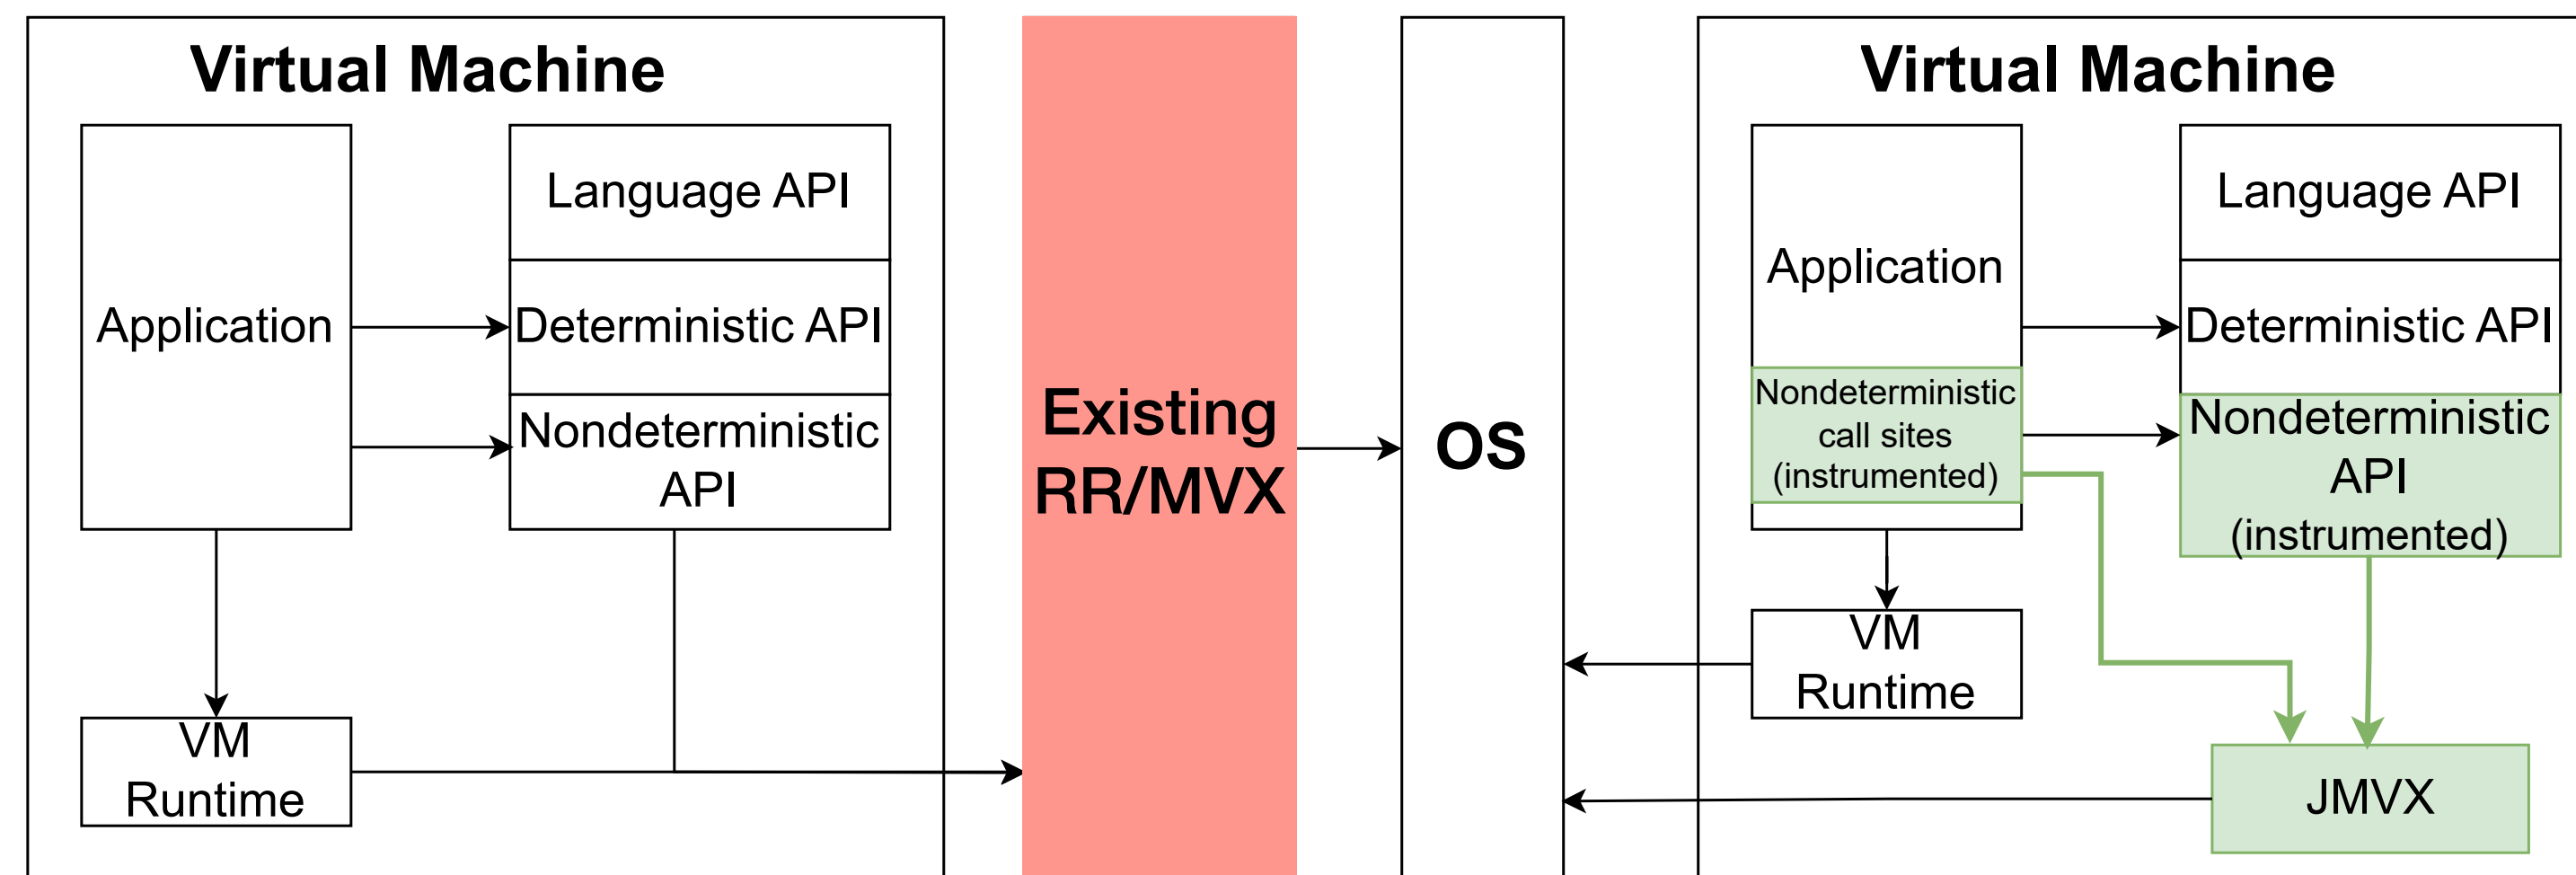 Virtual Machine
Application
Language API
Deterministic API
Nondeterministic
API
VM
Runtime
Existing
RR/MVX
OS
Virtual Machine
Application
Nondeterministic
call sites
(instrumented)
Language API
Deterministic API
Nondeterministic
API
(instrumented)
VM
Runtime
JMVX